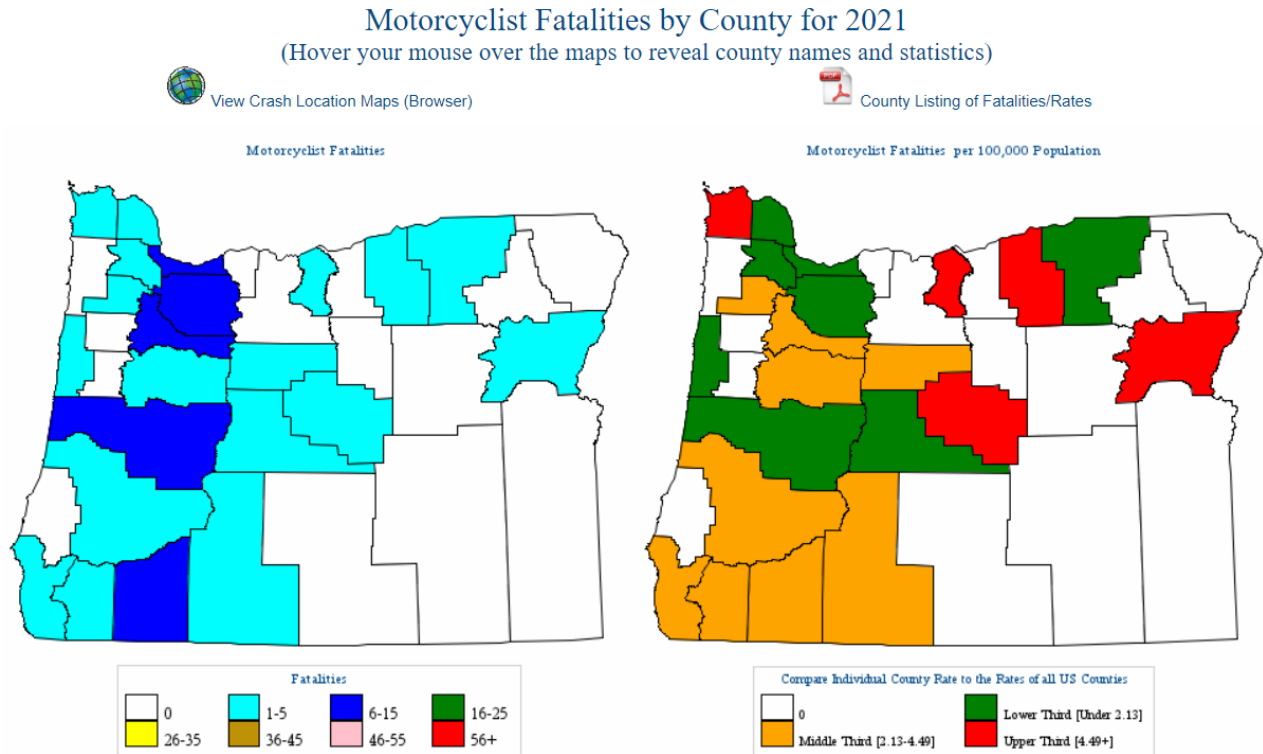 Motorcyclist Fatalities by County for 2021
(Hover your mouse over the maps to reveal county names and statistics)
View Crash Location Maps (Browser)
PDF
County Listing of Fatalities/Rates
Motorcyclist Fatalities
Motorcyclist Fatalities per 100,000 Population
Fatalities
0
1-5
6-15
16-25
26-35
36-45
46-55
56+
Compare Individual County Rate to the Rates of all US Counties
0
Lower Third [Under 2.13]
Middle Third [2.13-4.49]
Upper Third [4.49+]